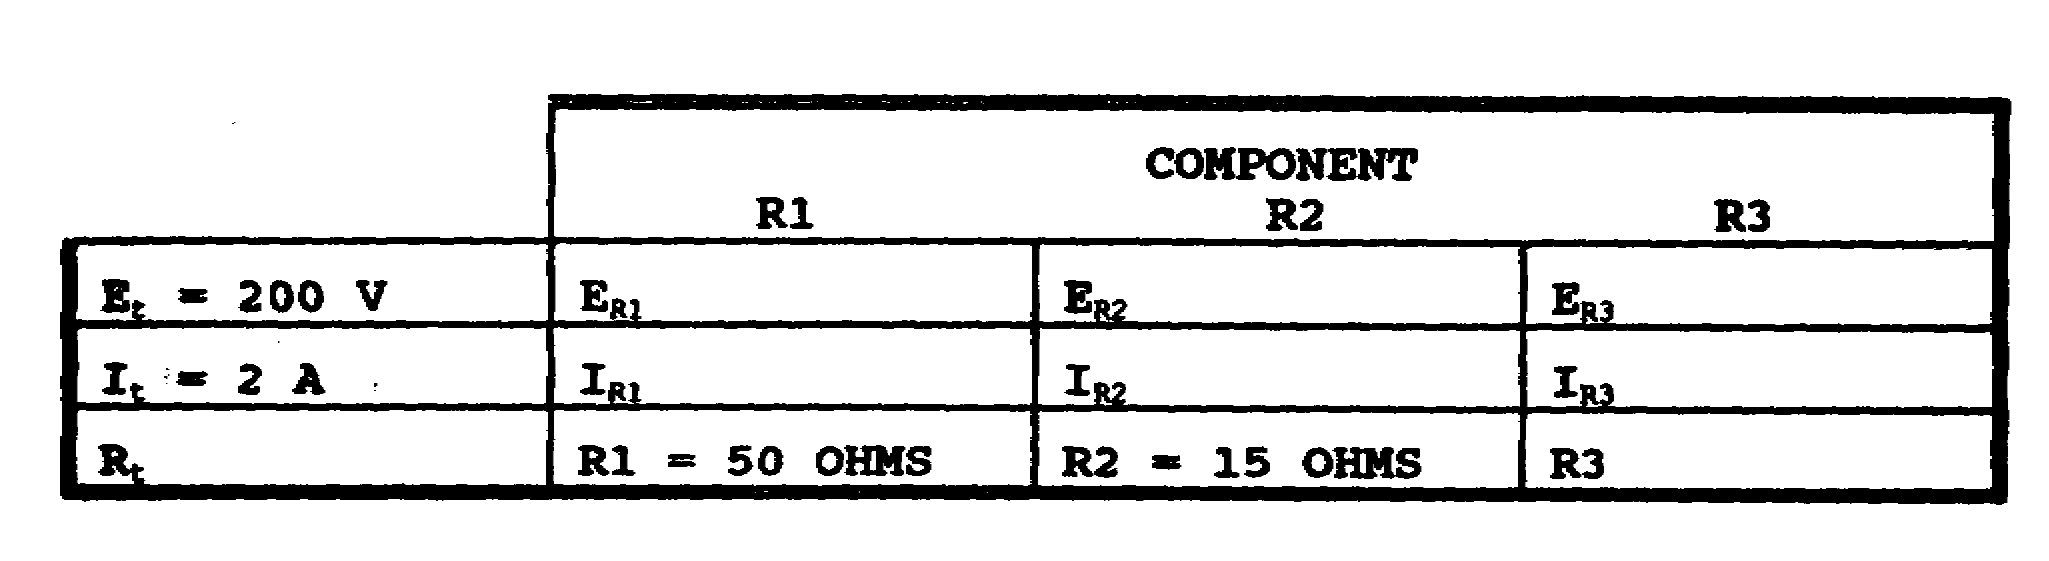 COMPONENT
R1 R2 R3
Et = 200 V ER1 ER2 ER3
It = 2 A IR1 IR2 IR3
Rt R1 = 50 OHMS R2 = 15 OHMS R3